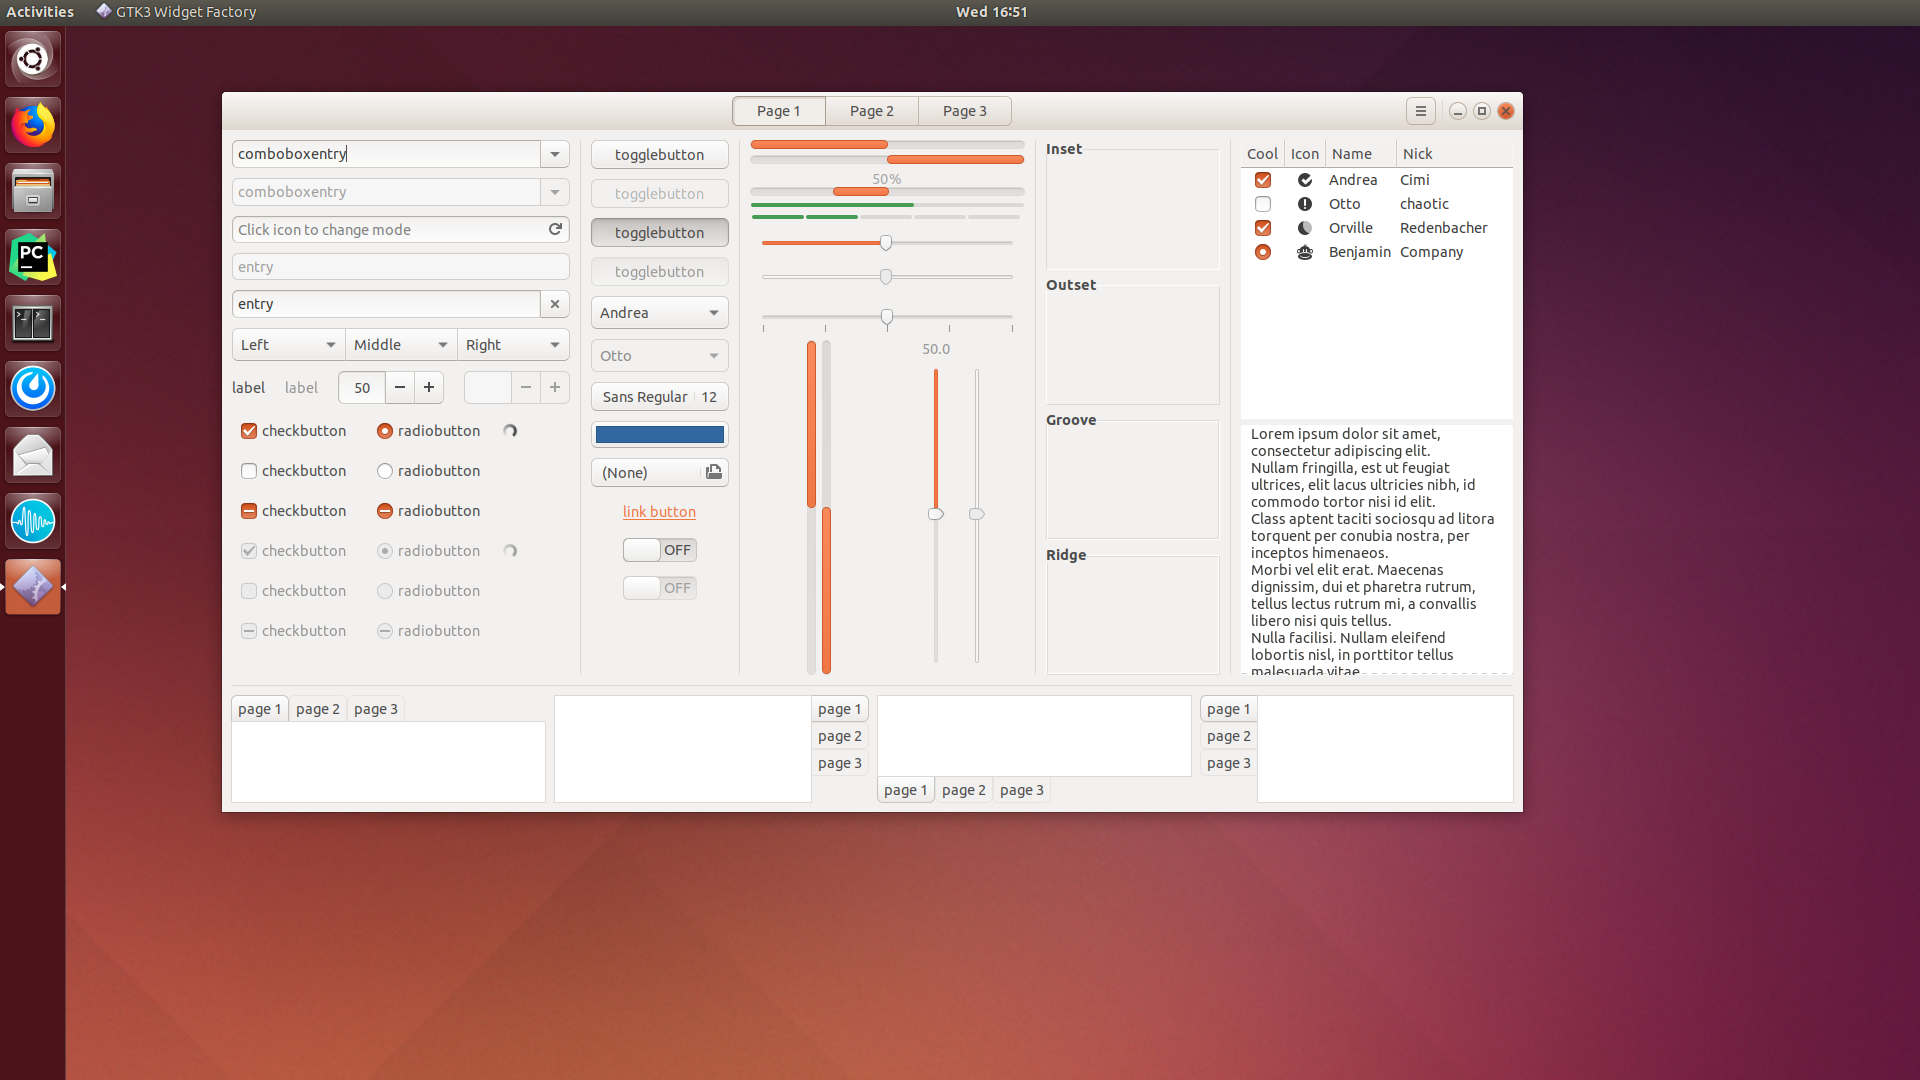 Activities
GTK3 Widget Factory
Wed 16:51
Page 1
Page 2
Page 3
comboboxentry
comboboxentry
Click icon to change mode
entry
entry
Left
Middle
Right
label
label
50
checkbutton
radiobutton
checkbutton
radiobutton
checkbutton
radiobutton
checkbutton
radiobutton
checkbutton
radiobutton
checkbutton
radiobutton
togglebutton
togglebutton
togglebutton
togglebutton
Andrea
Otto
Sans Regular 12
(None)
link button
OFF
OFF
50%
50.0
Inset
Outset
Groove
Ridge
Cool Icon Name Nick
Andrea Cimi
Otto chaotic
Orville Redenbacher
Benjamin Company
Lorem ipsum dolor sit amet,
consectetur adipiscing elit.
Nullam fringilla, est ut feugiat
ultrices, elit lacus ultricies nibh, id
commodo tortor nisi id elit.
Class aptent taciti sociosqu ad litora
torquent per conubia nostra, per
inceptos himenaeos.
Morbi vel elit erat. Maecenas
dignissim, dui et pharetra rutrum,
tellus lectus rutrum mi, a convallis
libero nisi quis tellus.
Nulla facilisi. Nullam eleifend
lobortis nisl, in porttitor tellus
malesuada vitae.
page 1
page 2
page 3
page 1
page 2
page 3
page 1
page 2
page 3
page 1
page 2
page 3
PC